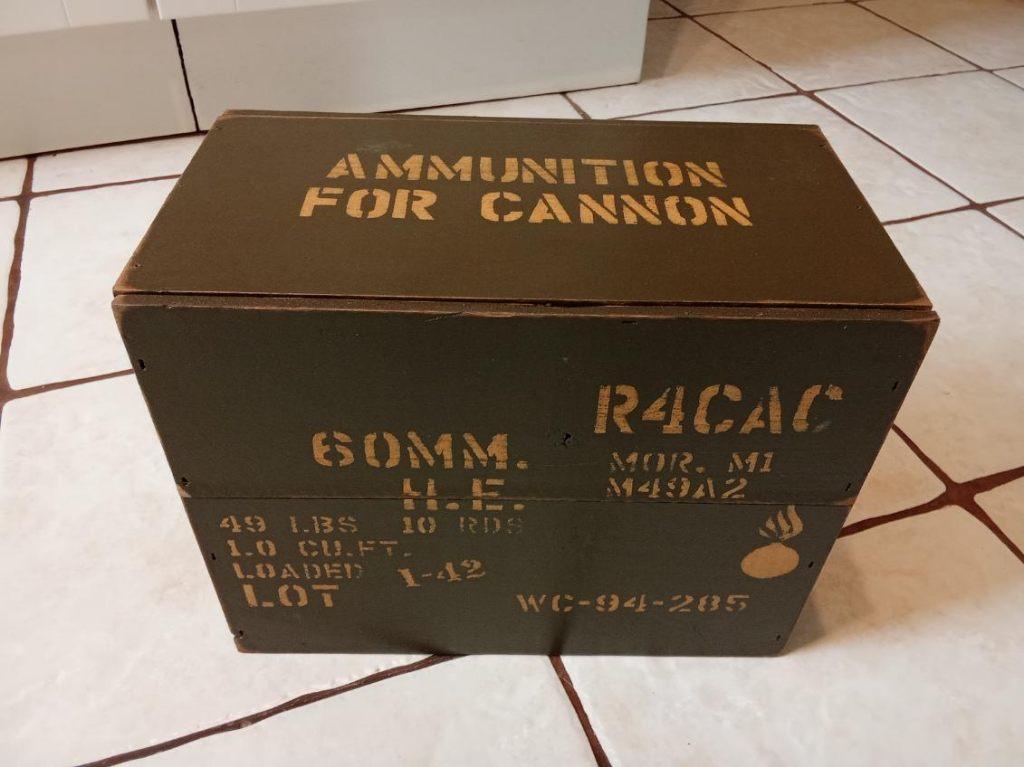 AMMUNITION
FOR CANNON
R4CAC
60MM.
MOR. M1
H.E.
M49A2
49 LBS 10 RDS
1.0 CU.FT.
LOADED 1-42
LOT WC-94-285